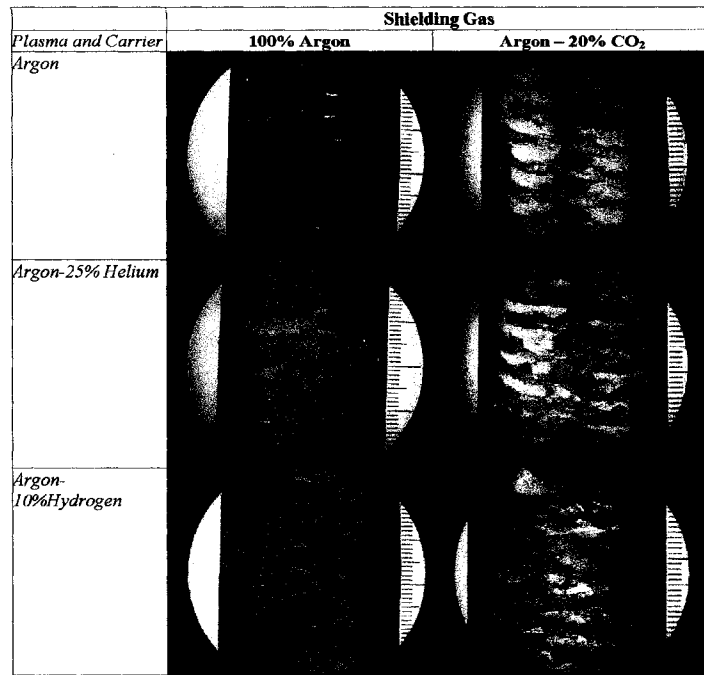 Shielding Gas
Plasma and Carrier 100% Argon Argon – 20% CO₂
Argon
Argon-25% Helium
Argon-
10%Hydrogen